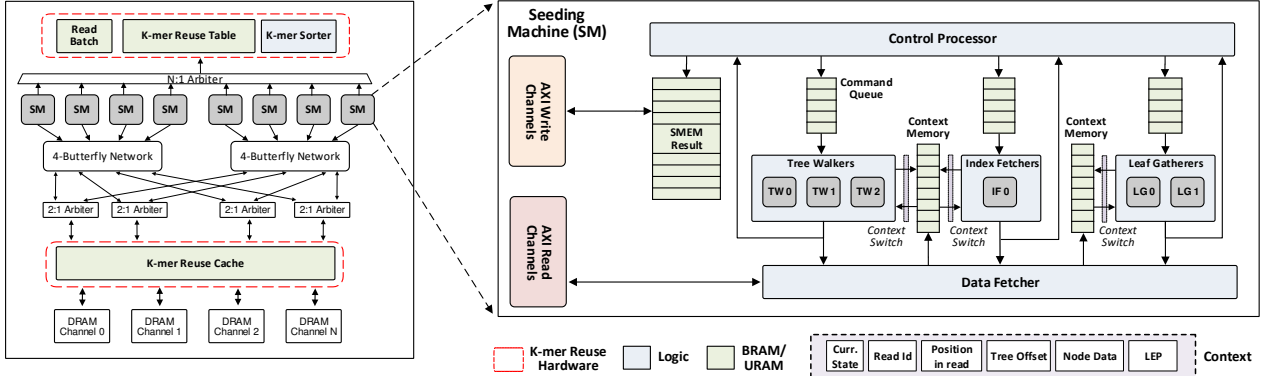 Read
Batch
K-mer Reuse Table
K-mer Sorter
N:1 Arbiter
SM SM SM SM SM SM SM SM
4-Butterfly Network 4-Butterfly Network
2:1 Arbiter 2:1 Arbiter 2:1 Arbiter 2:1 Arbiter
K-mer Reuse Cache
DRAM
Channel 0
DRAM
Channel 1
DRAM
Channel 2
DRAM
Channel N
Seeding
Machine (SM)
Control Processor
AXI Write
Channels
AXI Read
Channels
SMEM
Result
Command
Queue
Context
Memory
Context
Memory
Tree Walkers
TW 0 TW 1 TW 2
Index Fetchers
IF 0
Leaf Gatherers
LG 0 LG 1
Context
Switch
Context
Switch
Context
Switch
Data Fetcher
K-mer Reuse
Hardware
Logic
BRAM/
URAM
Curr.
State
Read Id
Position
in read
Tree Offset
Node Data
LEP
Context